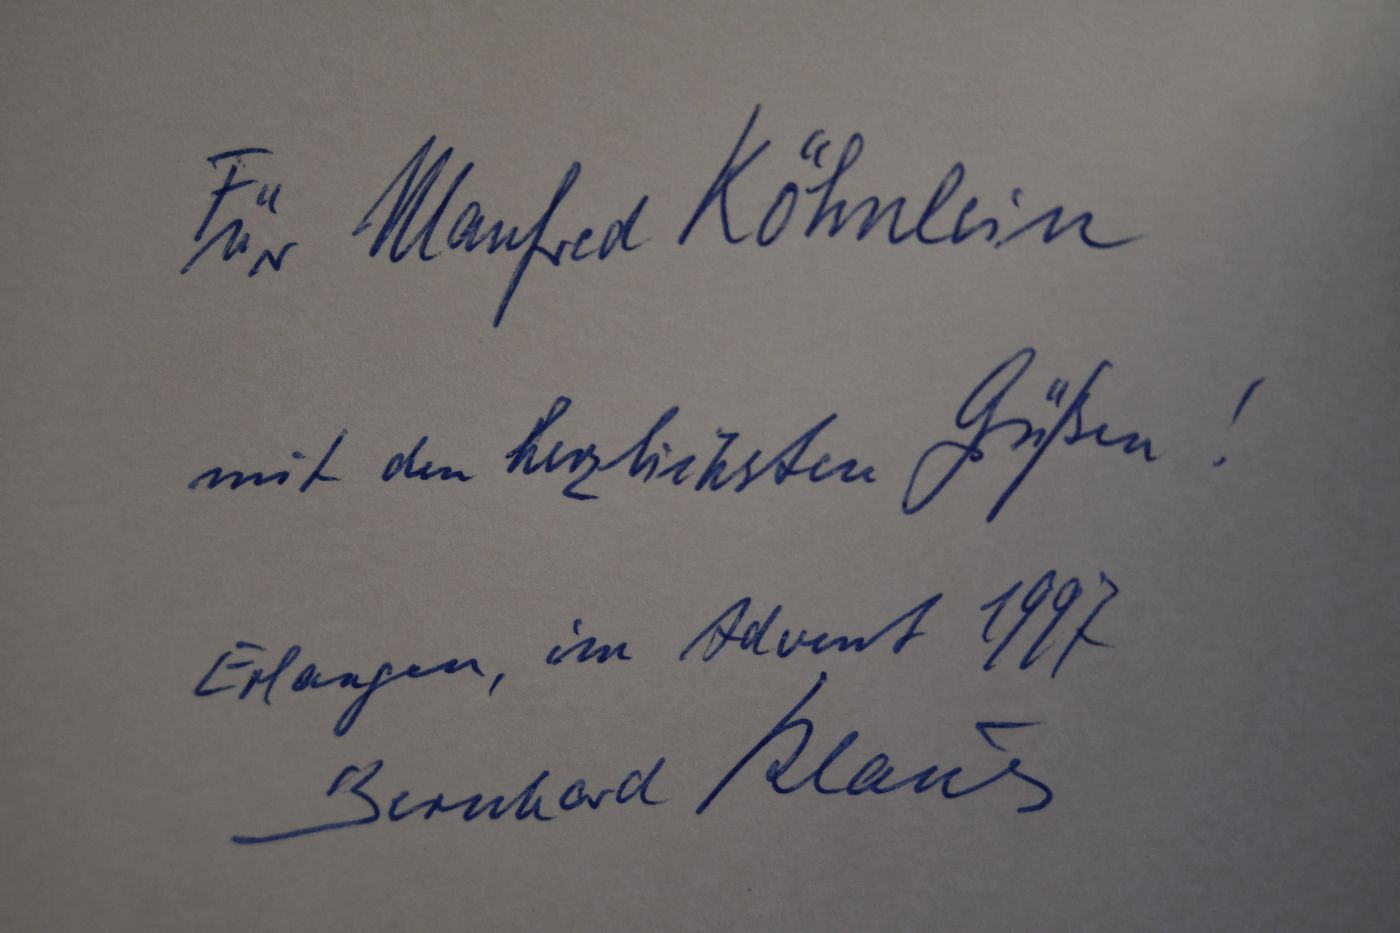 Für Manfred Köhnlein
mit den herzlichsten Grüßen!
Erlangen, im Advent 1997
Bernhard Klaus